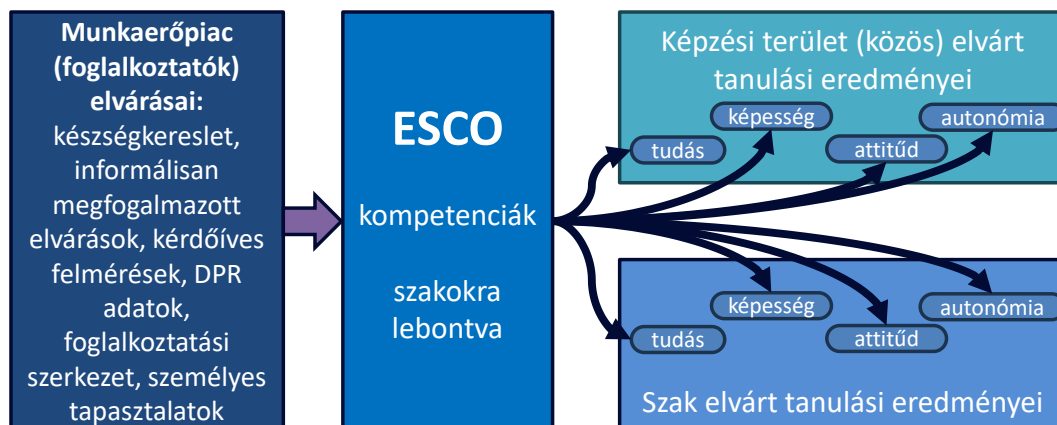 Munkaerőpiac
(foglalkoztatók)
elvárásai:
készségkereslet,
informálisan
megfogalmazott
elvárások, kérdőíves
felmérések, DPR
adatok,
foglalkoztatási
szerkezet, személyes
tapasztalatok
ESCO
kompetenciák
szakokra
lebontva
Képzési terület (közös) elvárt
tanulási eredményei
tudás
képesség
attitűd
autonómia
tudás
képesség
attitűd
autonómia
Szak elvárt tanulási eredményei